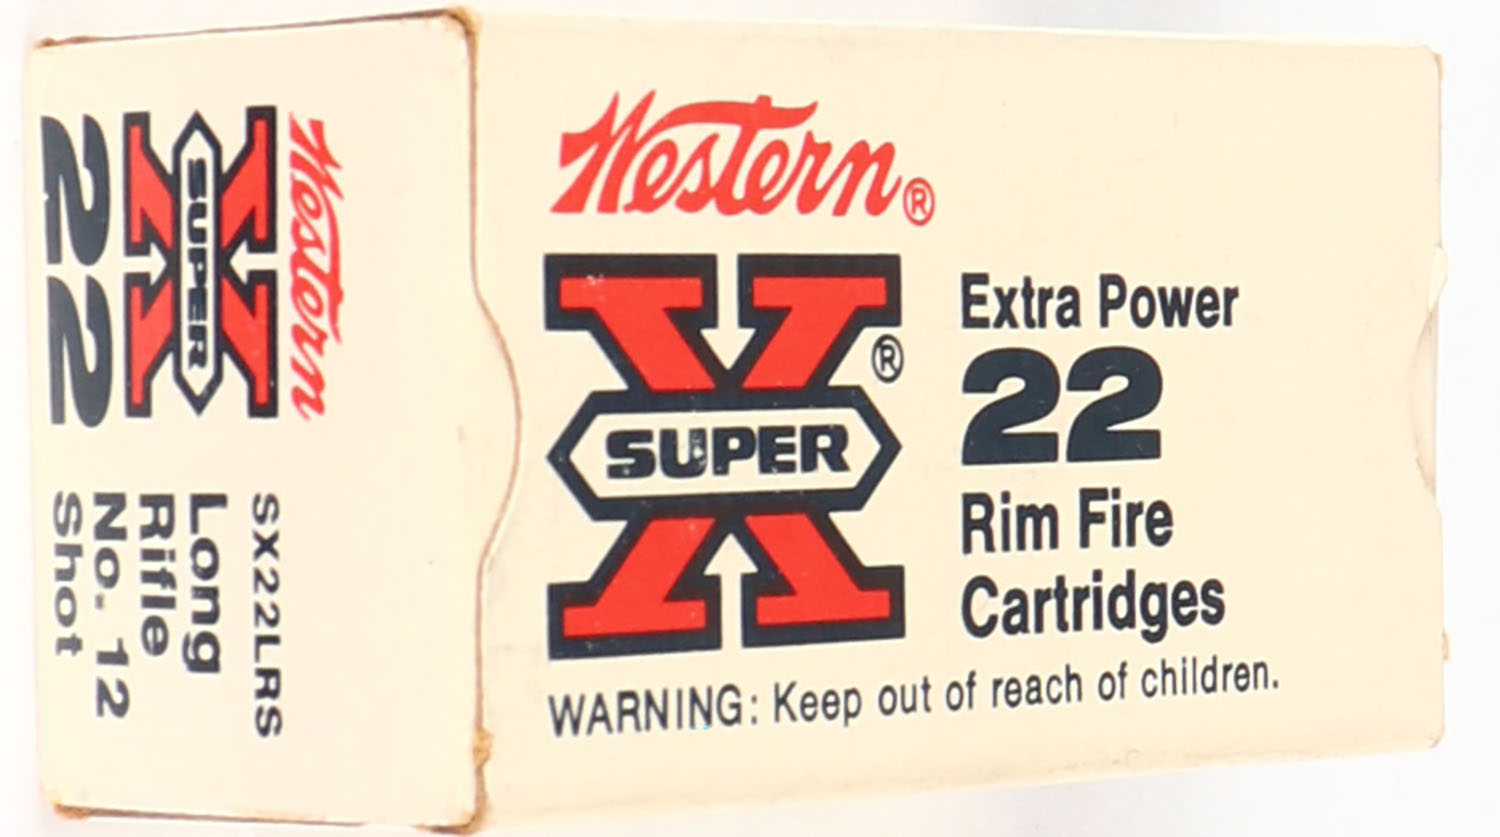 Western®
X®
SUPER
Extra Power
22
Rim Fire
Cartridges
WARNING: Keep out of reach of children.
Western
X
SUPER
22
SX22LRS
Long
Rifle
No. 12
Shot